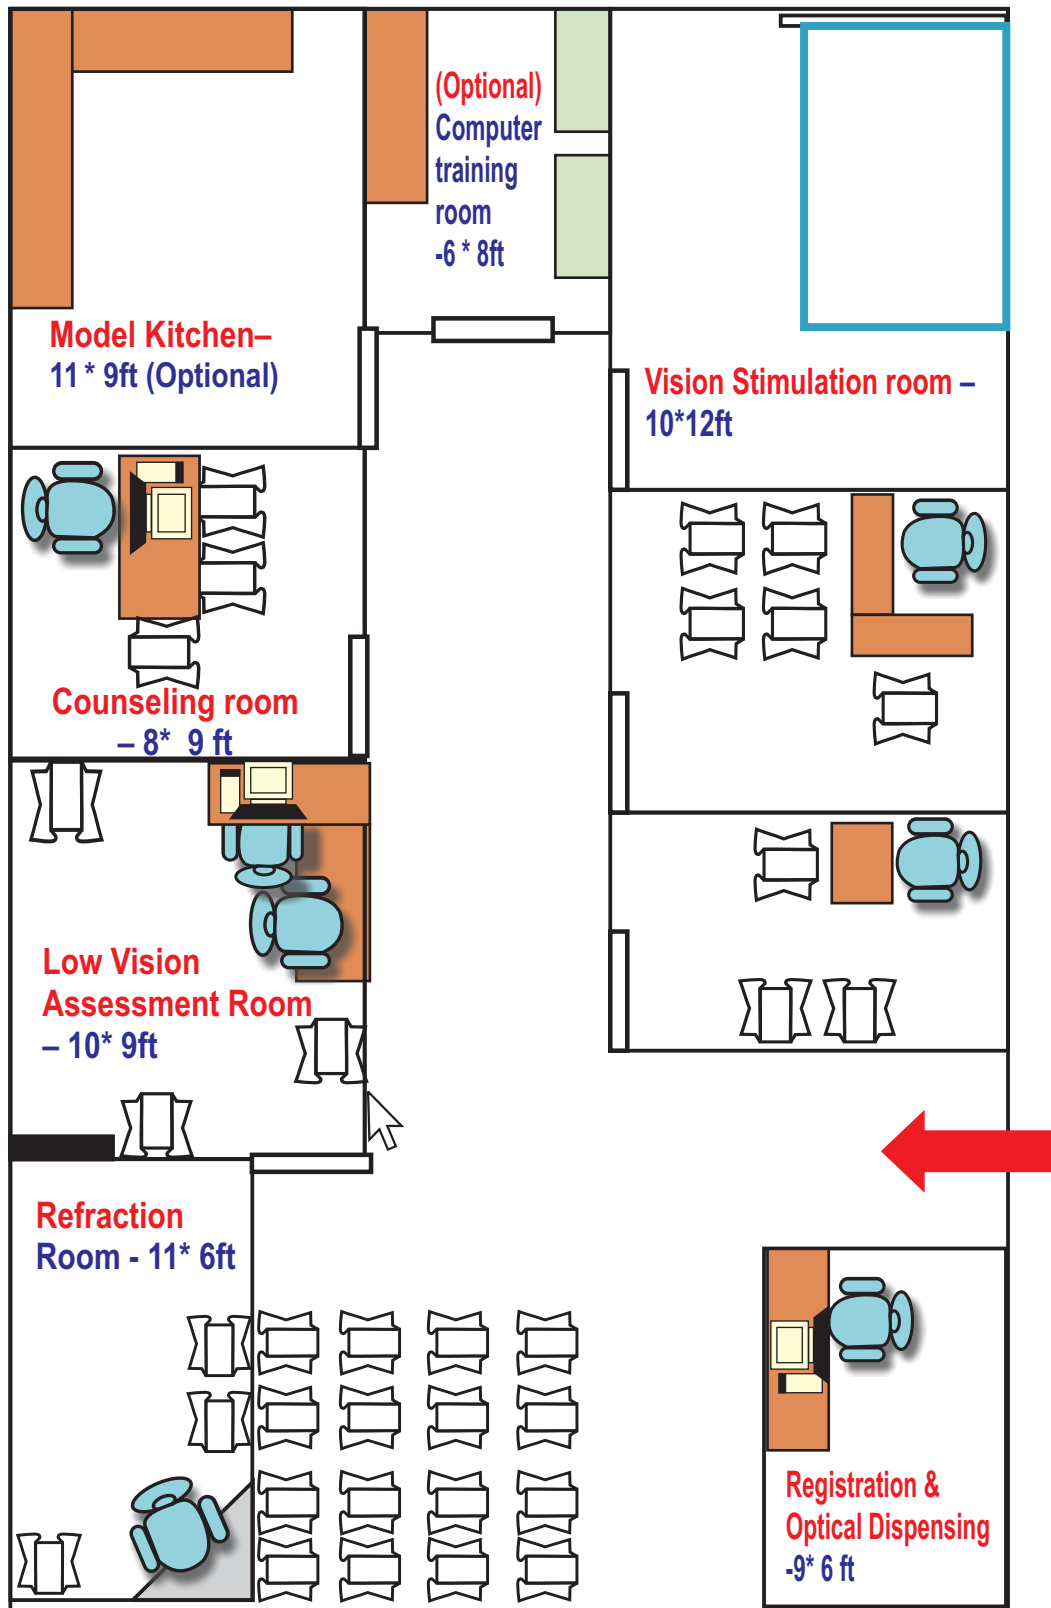 (Optional)
Computer
training
room
-6 * 8ft
Model Kitchen–
11 * 9ft (Optional)
Vision Stimulation room –
10*12ft
Counseling room
– 8* 9 ft
Low Vision
Assessment Room
– 10* 9ft
Refraction
Room - 11* 6ft
Registration &
Optical Dispensing
-9* 6 ft